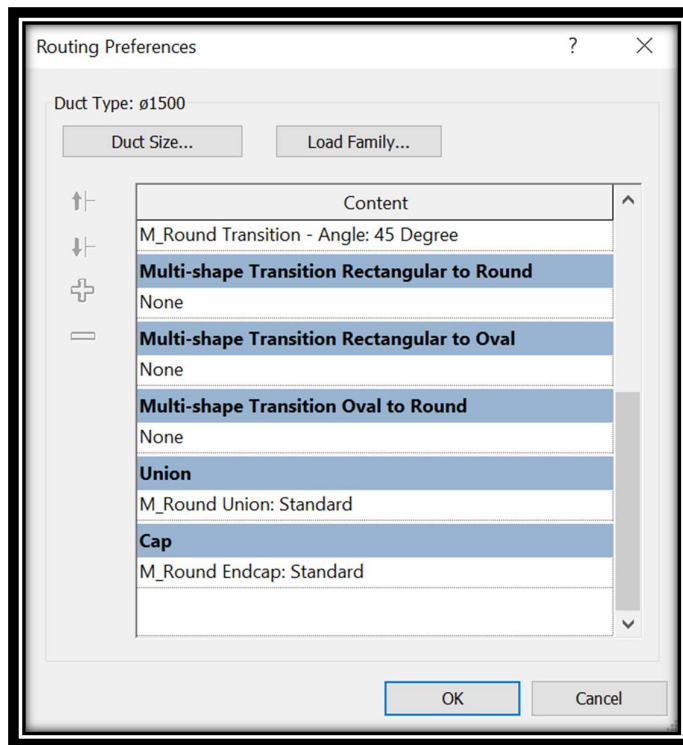 Routing Preferences
?
Duct Type: ø1500
Duct Size...
Load Family...
Content
M_Round Transition - Angle: 45 Degree
Multi-shape Transition Rectangular to Round
None
Multi-shape Transition Rectangular to Oval
None
Multi-shape Transition Oval to Round
None
Union
M_Round Union: Standard
Cap
M_Round Endcap: Standard
OK
Cancel